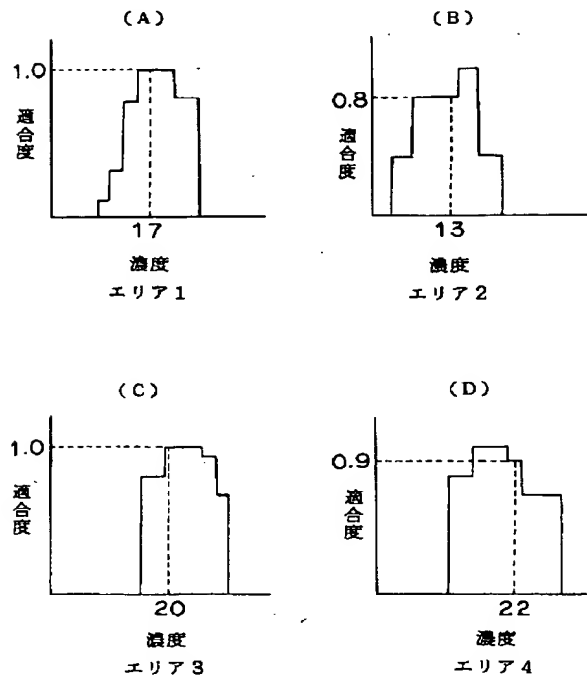 (A)
1.0
適合度
17
濃度
エリア1
(B)
0.8
適合度
13
濃度
エリア2
(C)
1.0
適合度
20
濃度
エリア3
(D)
0.9
適合度
22
濃度
エリア4